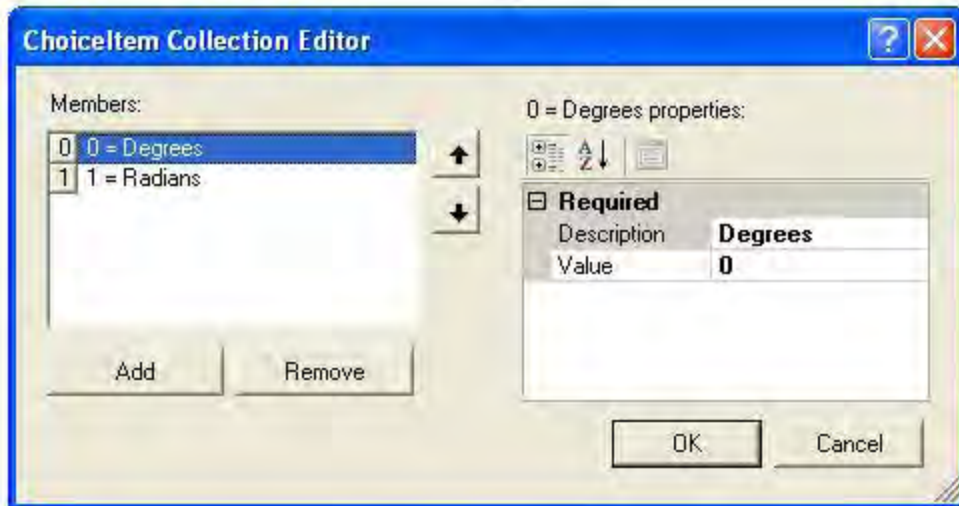 ChoiceItem Collection Editor
Members:
0 0 = Degrees
1 1 = Radians
Add
Remove
0 = Degrees properties:
Required
Description Degrees
Value 0
OK
Cancel